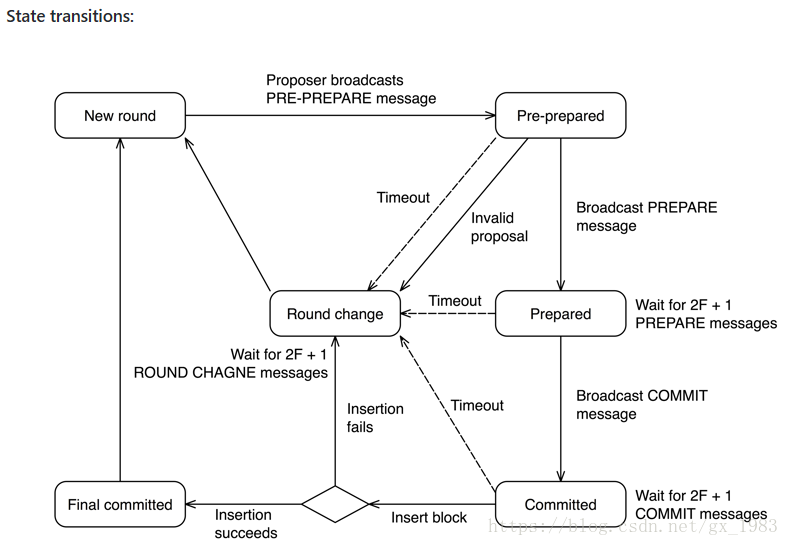 State transitions:
Proposer broadcasts
PRE-PREPARE message
New round
Pre-prepared
Timeout
Invalid
proposal
Broadcast PREPARE
message
Round change
Timeout
Prepared
Wait for 2F + 1
PREPARE messages
Wait for 2F + 1
ROUND CHAGNE messages
Insertion
fails
Timeout
Broadcast COMMIT
message
Final committed
Insertion
succeeds
Insert block
Committed
Wait for 2F + 1
COMMIT messages
https://blog.csdn.net/gx_1983